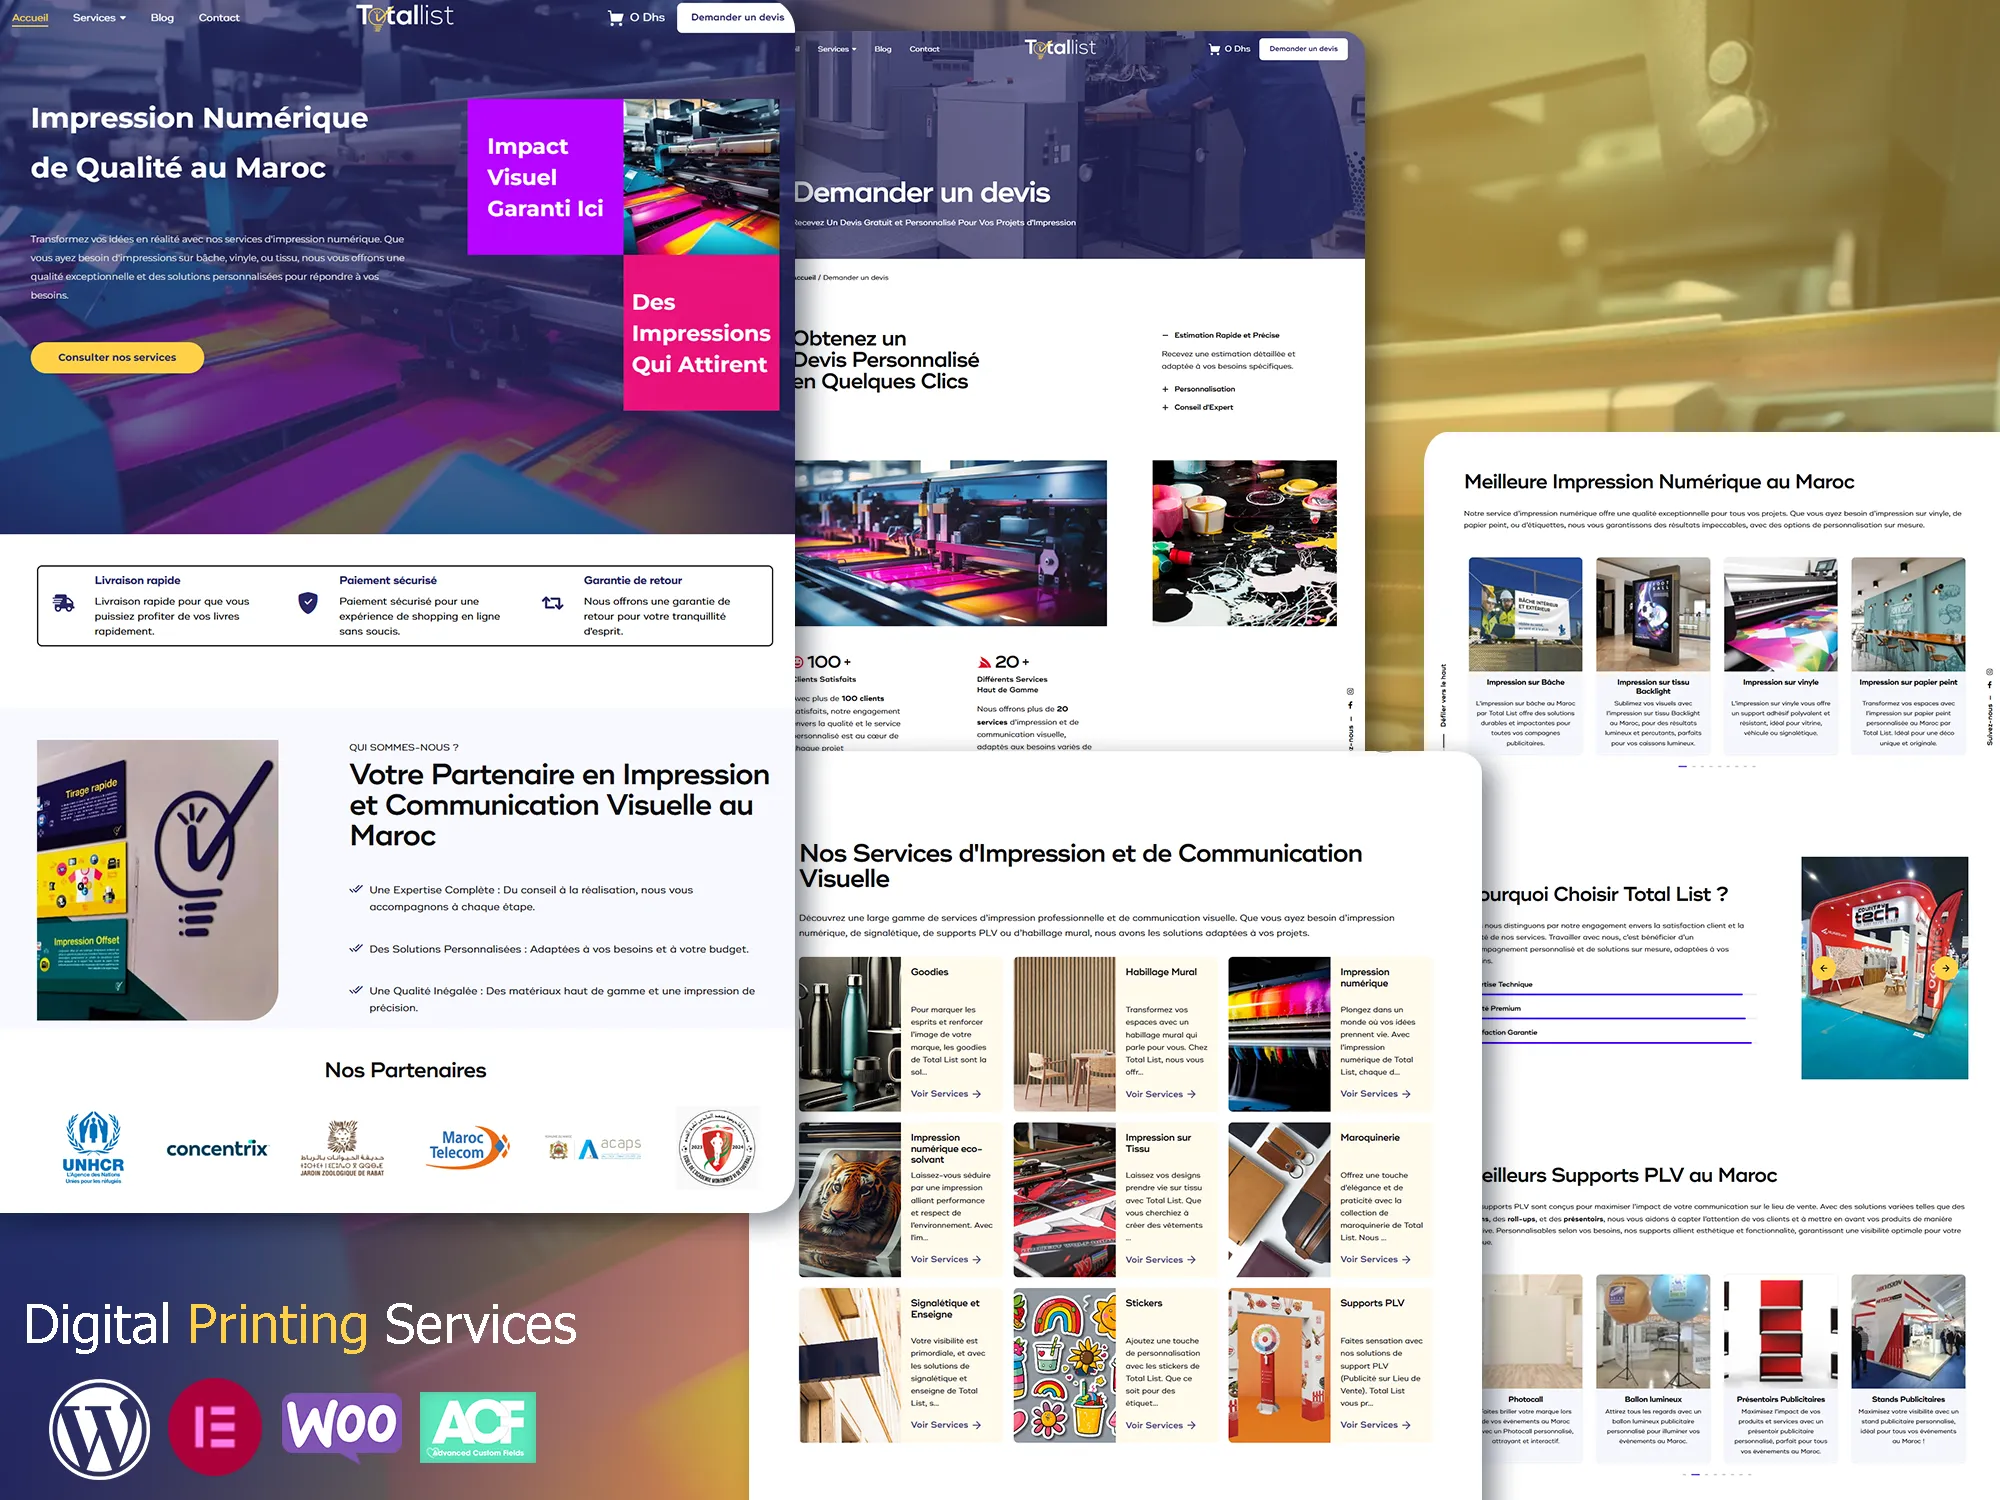 Accueil
Services
Blog
Contact
Totallist
0 Dhs
Demander un devis
Impression Numérique
de Qualité au Maroc
Transformez vos idées en réalité avec nos services d'impression numérique. Que
vous ayez besoin d'impressions sur bâche, vinyle, ou tissu, nous vous offrons une
qualité exceptionnelle et des solutions personnalisées pour répondre à vos
besoins.
Consulter nos services
Impact
Visuel
Garanti Ici
Des
Impressions
Qui Attirent
Livraison rapide
Livraison rapide pour que vous
puissiez profiter de vos livres
rapidement.
Paiement sécurisé
Paiement sécurisé pour une
expérience de shopping en ligne
sans soucis.
Garantie de retour
Nous offrons une garantie de
retour pour votre tranquillité
d'esprit.
Tirage rapide
Impression Offset
QUI SOMMES-NOUS ?
Votre Partenaire en Impression
et Communication Visuelle au
Maroc
Une Expertise Complète : Du conseil à la réalisation, nous vous
accompagnons à chaque étape.
Des Solutions Personnalisées : Adaptées à vos besoins et à votre budget.
Une Qualité Inégalée : Des matériaux haut de gamme et une impression de
précision.
Nos Partenaires
UNHCR
L'Agence des Nations
Unies pour les réfugiés
concentrix
حديقة الحيوانات بالرباط
JARDIN ZOOLOGIQUE DE RABAT
Maroc
Telecom
acaps
2023
2024
Digital Printing Services
W
WOO
ACF
Advanced Custom Fields
Services
Blog
Contact
Totallist
0 Dhs
Demander un devis
Demander un devis
Recevez Un Devis Gratuit et Personnalisé Pour Vos Projets d'Impression
Accueil / Demander un devis
Obtenez un
Devis Personnalisé
en Quelques Clics
Estimation Rapide et Précise
Recevez une estimation détaillée et
adaptée à vos besoins spécifiques.
+ Personnalisation
+ Conseil d'Expert
100 +
Clients Satisfaits
Avec plus de 100 clients
satisfaits, notre engagement
envers la qualité et le service
personnalisé est au cœur de
chaque projet
20 +
Différents Services
Haut de Gamme
Nous offrons plus de 20
services d'impression et de
communication visuelle,
adaptés aux besoins variés de
Nos Services d'Impression et de Communication
Visuelle
Découvrez une large gamme de services d'impression professionnelle et de communication visuelle. Que vous ayez besoin d'impression
numérique, de signalétique, de supports PLV ou d'habillage mural, nous avons les solutions adaptées à vos projets.
Goodies
Pour marquer les
esprits et renforcer
l'image de votre
marque, les goodies
de Total List sont la
sol...
Voir Services →
Habillage Mural
Transformez vos
espaces avec un
habillage mural qui
parle pour vous. Chez
Total List, nous vous
offr...
Voir Services →
Impression
numérique
Plongez dans un
monde où vos idées
prennent vie. Avec
l'impression
numérique de Total
List, chaque d...
Voir Services →
Impression
numérique eco-
solvant
Laissez-vous séduire
par une impression
alliant performance
et respect de
l'environnement. Avec
l'im...
Voir Services →
Impression sur
Tissu
Laissez vos designs
prendre vie sur tissu
avec Total List. Que
vous cherchiez à
créer des vêtements
...
Voir Services →
Maroquinerie
Offrez une touche
d'élégance et de
praticité avec la
collection de
maroquinerie de Total
List. Nous ...
Voir Services →
Signalétique et
Enseigne
Votre visibilité est
primordiale, et avec
les solutions de
signalétique et
enseigne de Total
List, s...
Voir Services →
Stickers
Ajoutez une touche
de personnalisation
avec les stickers de
Total List. Que ce
soit pour des
étiquet...
Voir Services →
Supports PLV
Faites sensation avec
nos solutions de
support PLV
(Publicité sur Lieu de
Vente). Total List
vous pr...
Voir Services →
Meilleure Impression Numérique au Maroc
Notre service d'impression numérique offre une qualité exceptionnelle pour tous vos projets. Que vous ayez besoin d'impression sur vinyle, de
papier peint, ou d'étiquettes, nous vous garantissons des résultats impeccables, avec des options de personnalisation sur mesure.
BÂCHE INTÉRIEUR
ET EXTÉRIEUR
Impression sur Bâche
L'impression sur bâche au Maroc
par Total List offre des solutions
durables et impactantes pour
toutes vos campagnes
publicitaires.
Impression sur tissu
Backlight
Sublimez vos visuels avec
l'impression sur tissu Backlight
au Maroc, pour des résultats
lumineux et percutants, parfaits
pour vos caissons lumineux.
Impression sur vinyle
L'impression sur vinyle vous offre
un support adhésif polyvalent et
résistant, idéal pour vitrine,
véhicule ou signalétique.
Impression sur papier peint
Transformez vos espaces avec
l'impression sur papier peint
personnalisée au Maroc par
Total List. Idéal pour une déco
unique et originale.
Défiler vers le haut
Suivez-nous
ourquoi Choisir Total List ?
nous distinguons par notre engagement envers la satisfaction client et la
té de nos services. Travailler avec nous, c'est bénéficier d'un
mpagnement personnalisé et de solutions sur mesure, adaptées à vos
ns.
rtise Technique
té Premium
faction Garantie
COUNTRY
tech
eilleurs Supports PLV au Maroc
supports PLV sont conçus pour maximiser l'impact de votre communication sur le lieu de vente. Avec des solutions variées telles que des
s, des roll-ups, et des présentoirs, nous vous aidons à capter l'attention de vos clients et à mettre en avant vos produits de manière
ive. Personnalisables selon vos besoins, nos supports allient esthétique et fonctionnalité, garantissant une visibilité optimale pour votre
que.
Photocall
aites briller votre marque lors
de vos événements au Maroc
vec un Photocall personnalisé,
attrayant et interactif.
Ballon lumineux
Attirez tous les regards avec un
ballon lumineux publicitaire
personnalisé pour illuminer vos
événements au Maroc.
Présentoirs Publicitaires
Maximisez l'impact de vos
produits et services avec un
présentoir publicitaire
personnalisé, parfait pour tous
vos événements au Maroc.
Stands Publicitaires
Maximisez votre visibilité avec un
stand publicitaire personnalisé,
idéal pour tous vos événements
au Maroc !